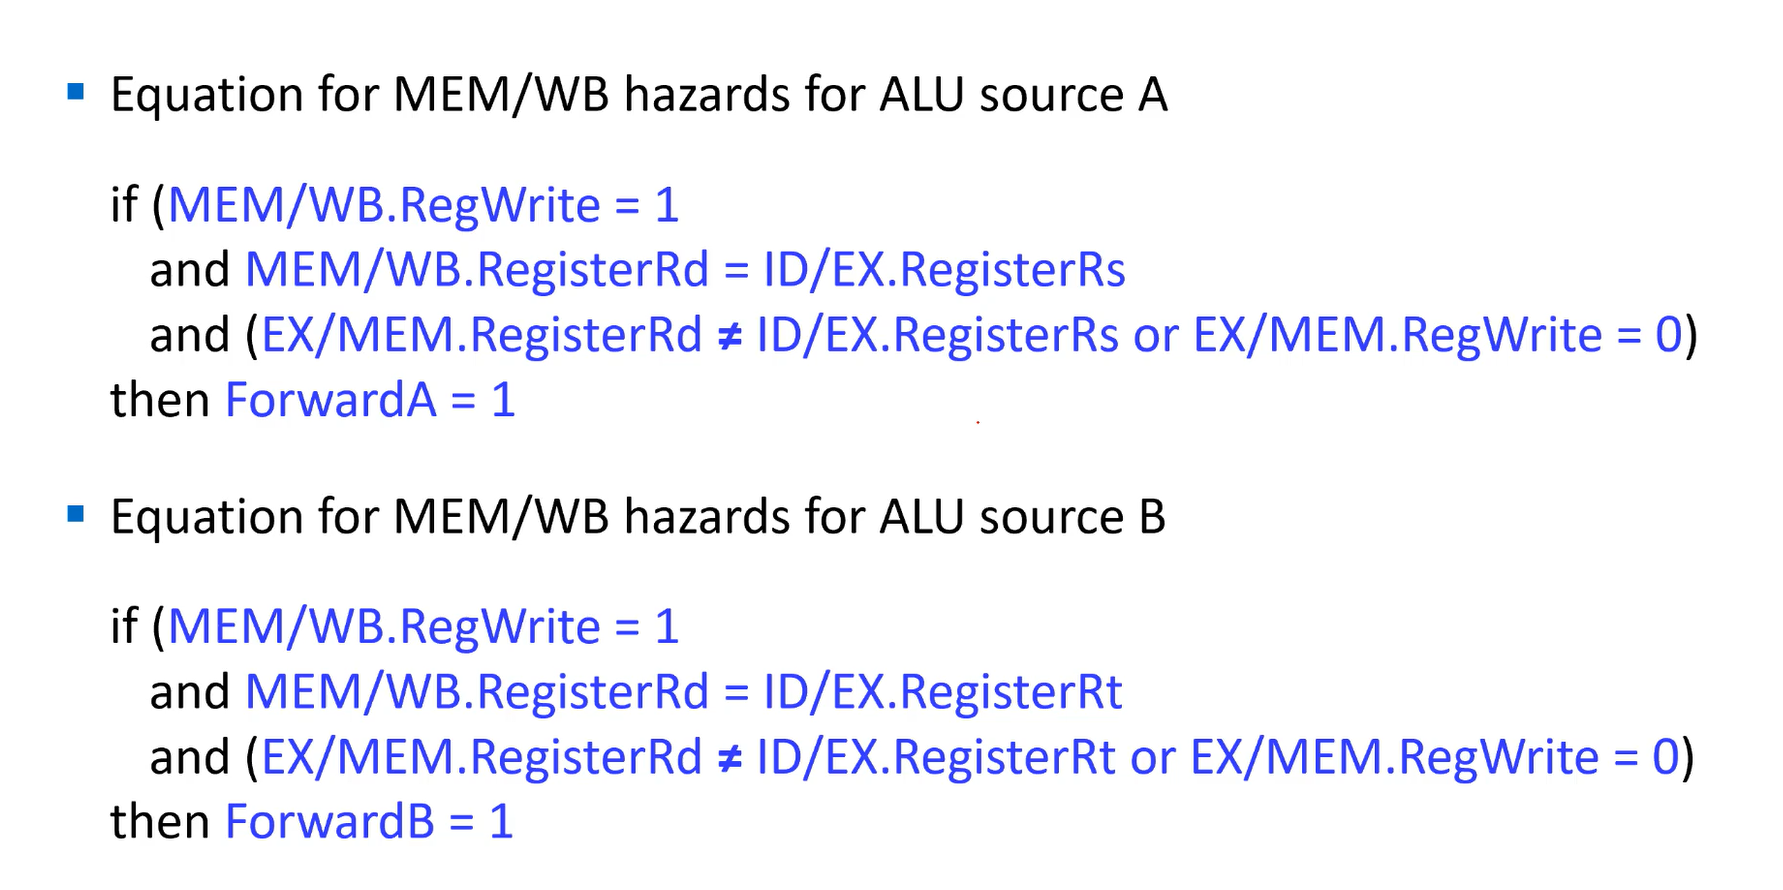 ▪ Equation for MEM/WB hazards for ALU source A
if (MEM/WB.RegWrite = 1
and MEM/WB.RegisterRd = ID/EX.RegisterRs
and (EX/MEM.RegisterRd ≠ ID/EX.RegisterRs or EX/MEM.RegWrite = 0)
then ForwardA = 1
▪ Equation for MEM/WB hazards for ALU source B
if (MEM/WB.RegWrite = 1
and MEM/WB.RegisterRd = ID/EX.RegisterRt
and (EX/MEM.RegisterRd ≠ ID/EX.RegisterRt or EX/MEM.RegWrite = 0)
then ForwardB = 1